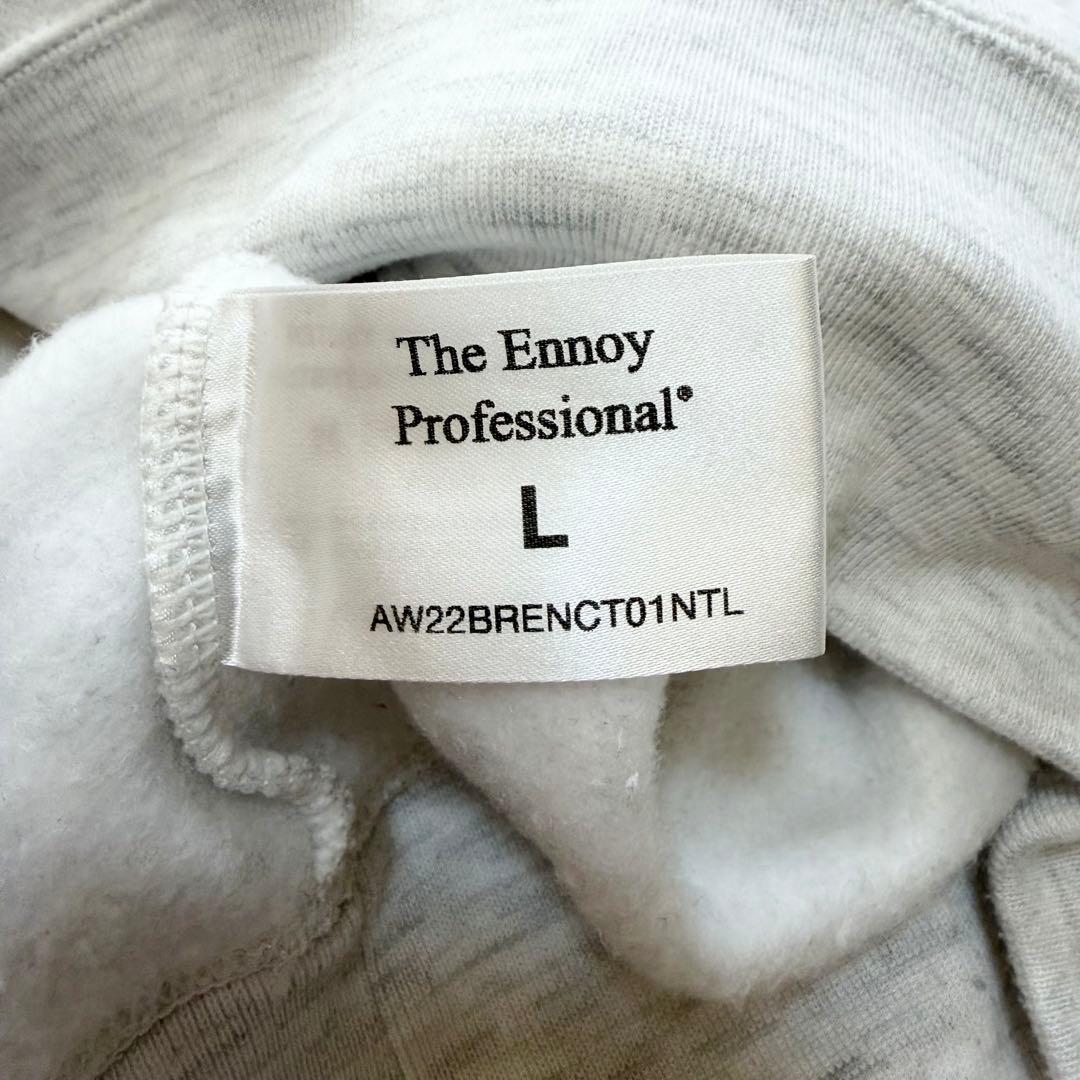 The Ennoy
Professional®
L
AW22BRENCT01NTL